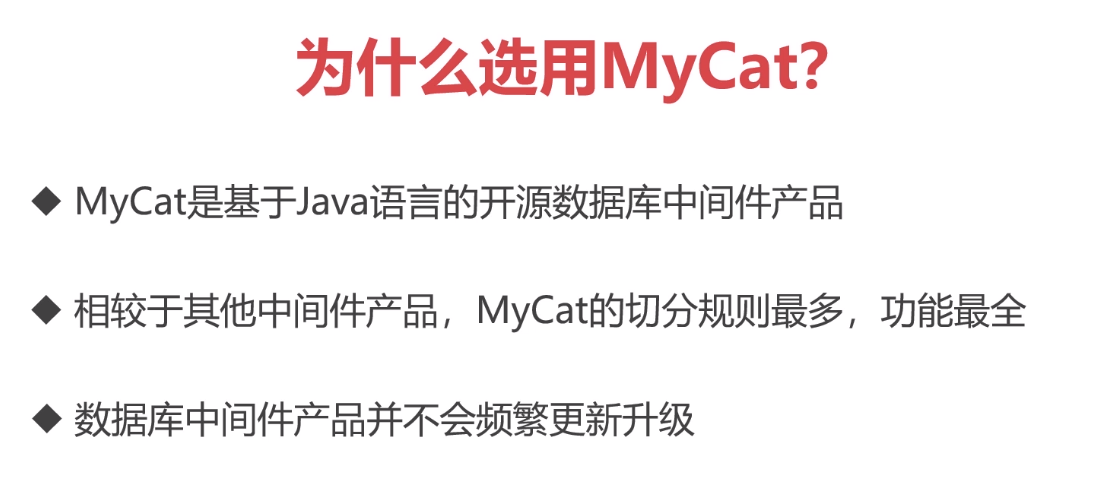 为什么选用MyCat?
◆ MyCat是基于Java语言的开源数据库中间件产品
◆ 相较于其他中间件产品，MyCat的切分规则最多，功能最全
◆ 数据库中间件产品并不会频繁更新升级